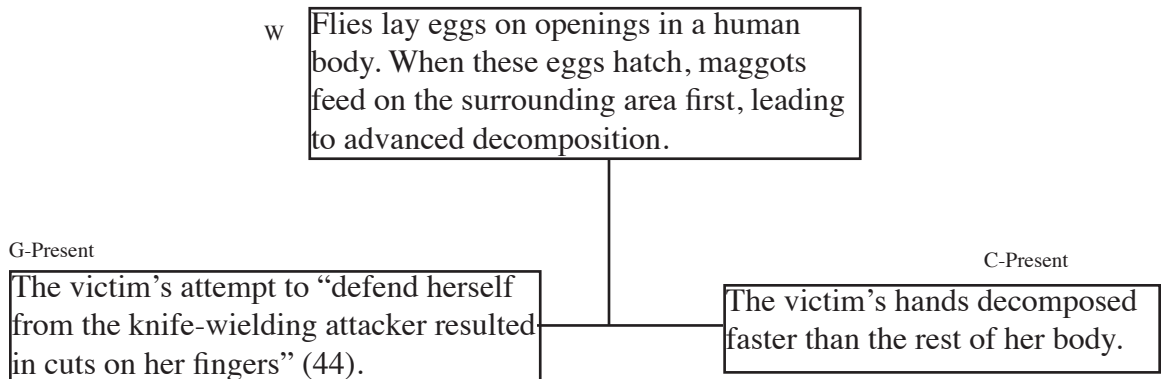 W
Flies lay eggs on openings in a human
body. When these eggs hatch, maggots
feed on the surrounding area first, leading
to advanced decomposition.
G-Present
The victim’s attempt to “defend herself
from the knife-wielding attacker resulted
in cuts on her fingers” (44).
C-Present
The victim’s hands decomposed
faster than the rest of her body.